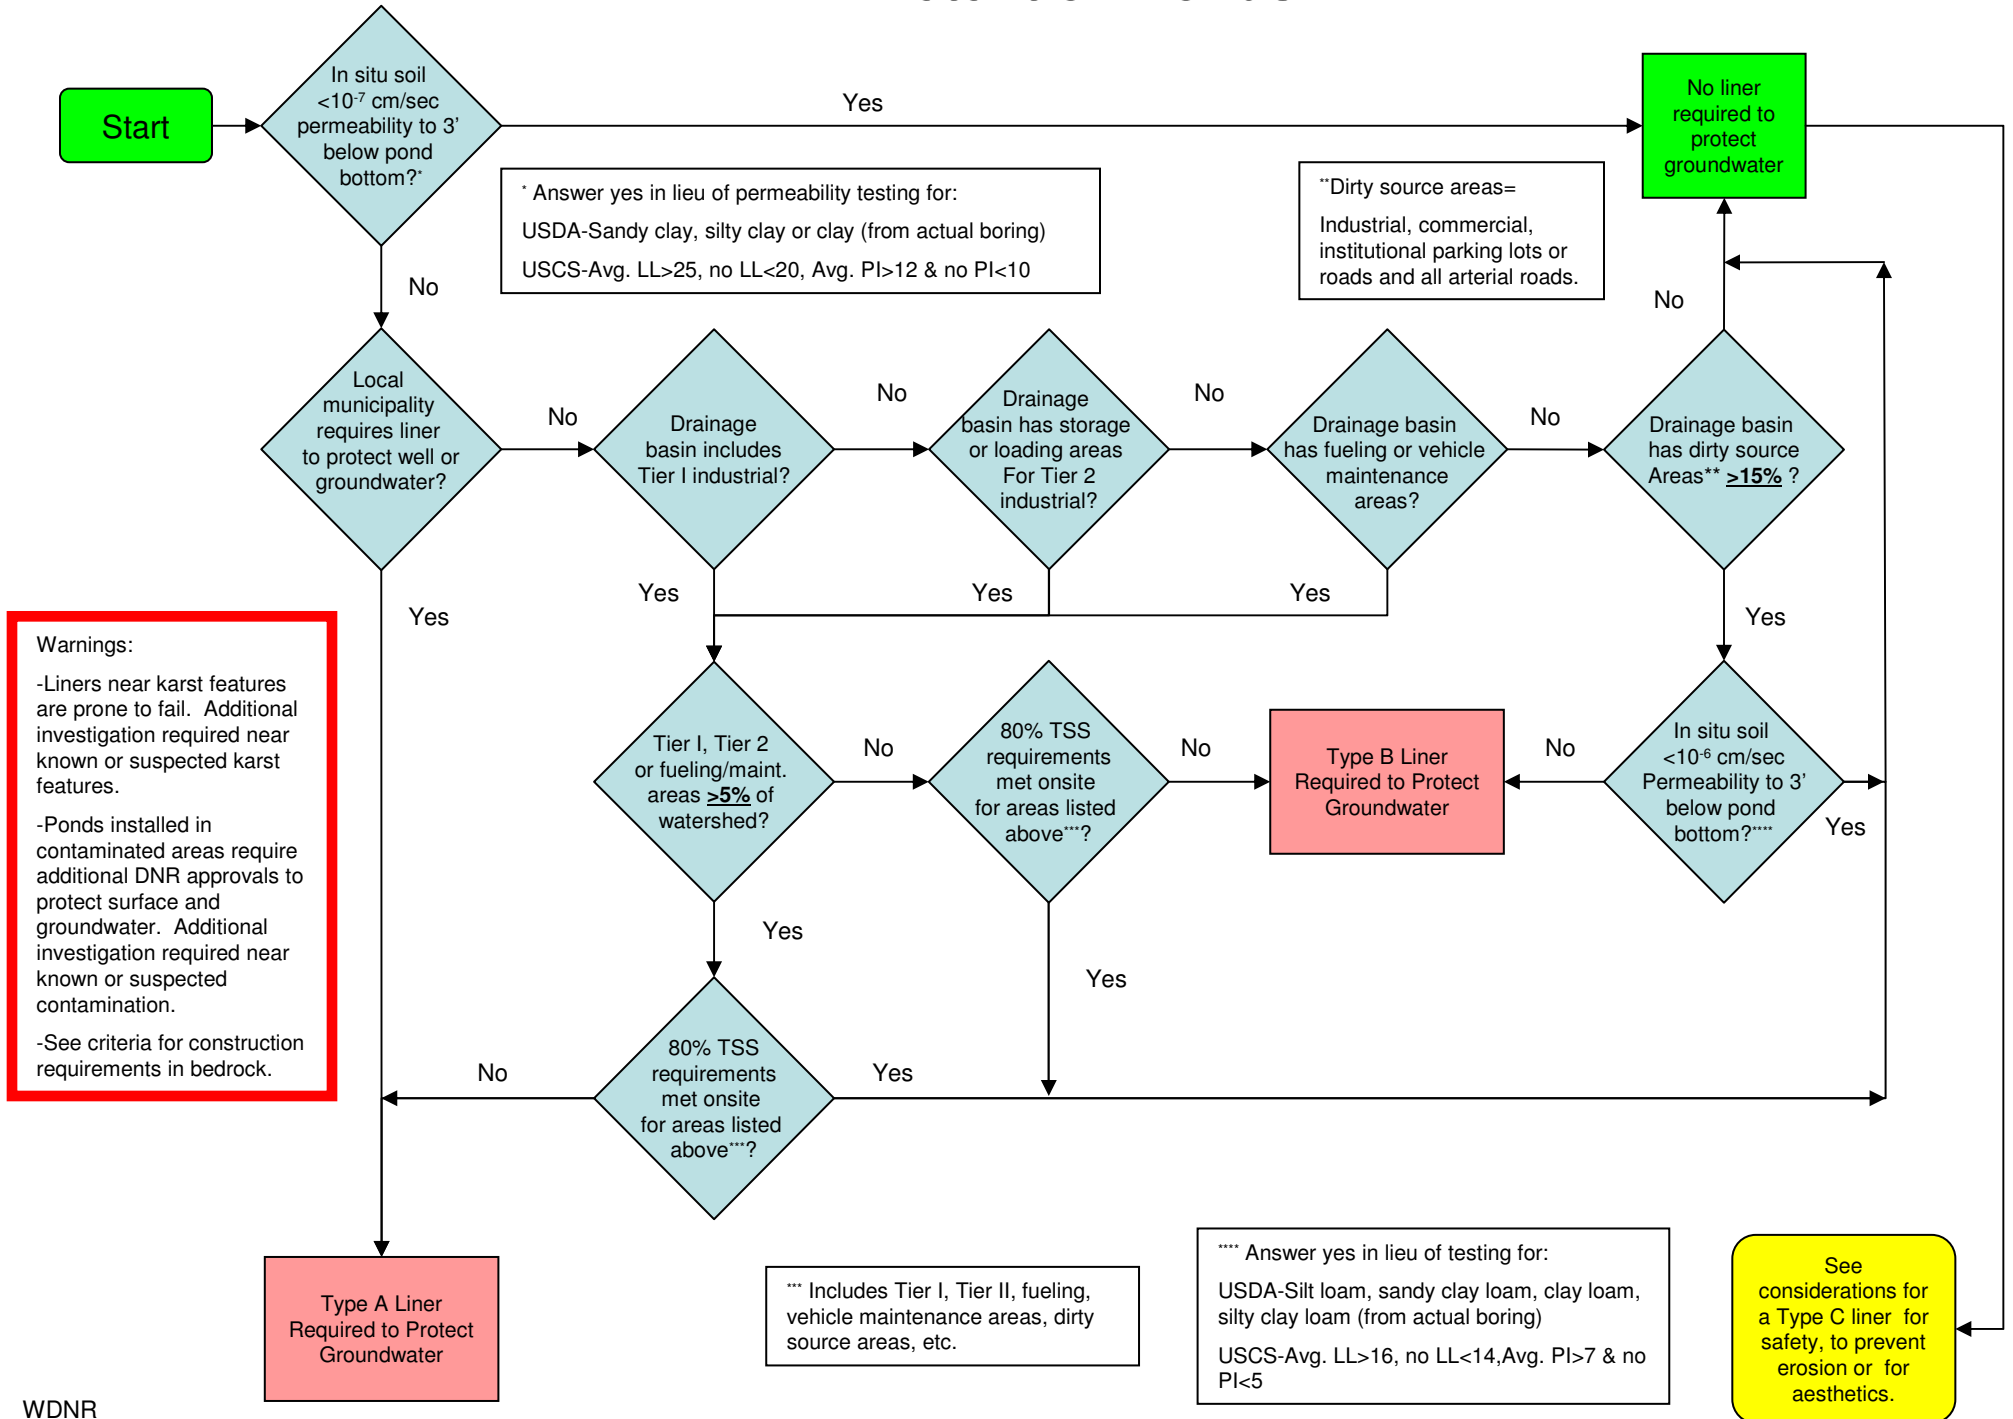 Start
In situ soil
<10-7 cm/sec
permeability to 3’
below pond
bottom?*
Yes
No liner
required to
protect
groundwater
* Answer yes in lieu of permeability testing for:
USDA-Sandy clay, silty clay or clay (from actual boring)
USCS-Avg. LL>25, no LL<20, Avg. PI>12 & no PI<10
**Dirty source areas=
Industrial, commercial,
institutional parking lots or
roads and all arterial roads.
No
No
Local
municipality
requires liner
to protect well or
groundwater?
No
Drainage
basin includes
Tier I industrial?
No
Drainage
basin has storage
or loading areas
For Tier 2
industrial?
No
Drainage basin
has fueling or vehicle
maintenance
areas?
No
Drainage basin
has dirty source
Areas** >15% ?
Yes
Yes
Yes
Yes
Yes
Warnings:
-Liners near karst features
are prone to fail. Additional
investigation required near
known or suspected karst
features.
-Ponds installed in
contaminated areas require
additional DNR approvals to
protect surface and
groundwater. Additional
investigation required near
known or suspected
contamination.
-See criteria for construction
requirements in bedrock.
Tier I, Tier 2
or fueling/maint.
areas >5% of
watershed?
No
80% TSS
requirements
met onsite
for areas listed
above***?
No
Type B Liner
Required to Protect
Groundwater
No
In situ soil
<10-6 cm/sec
Permeability to 3’
below pond
bottom?****
Yes
Yes
Yes
No
80% TSS
requirements
met onsite
for areas listed
above***?
Yes
Type A Liner
Required to Protect
Groundwater
*** Includes Tier I, Tier II, fueling,
vehicle maintenance areas, dirty
source areas, etc.
**** Answer yes in lieu of testing for:
USDA-Silt loam, sandy clay loam, clay loam,
silty clay loam (from actual boring)
USCS-Avg. LL>16, no LL<14,Avg. PI>7 & no
PI<5
See
considerations for
a Type C liner for
safety, to prevent
erosion or for
aesthetics.
WDNR